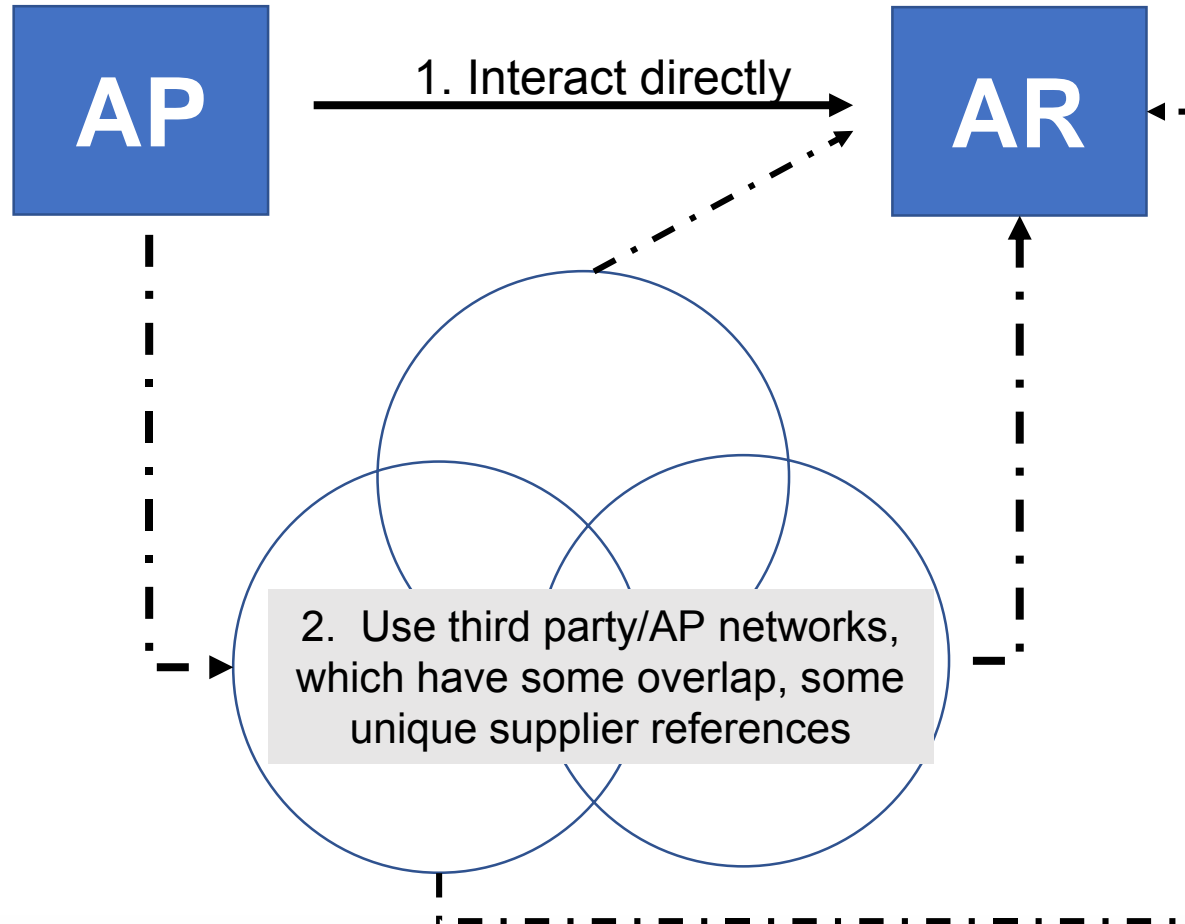 AP
1. Interact directly
AR
2. Use third party/AP networks,
which have some overlap, some
unique supplier references